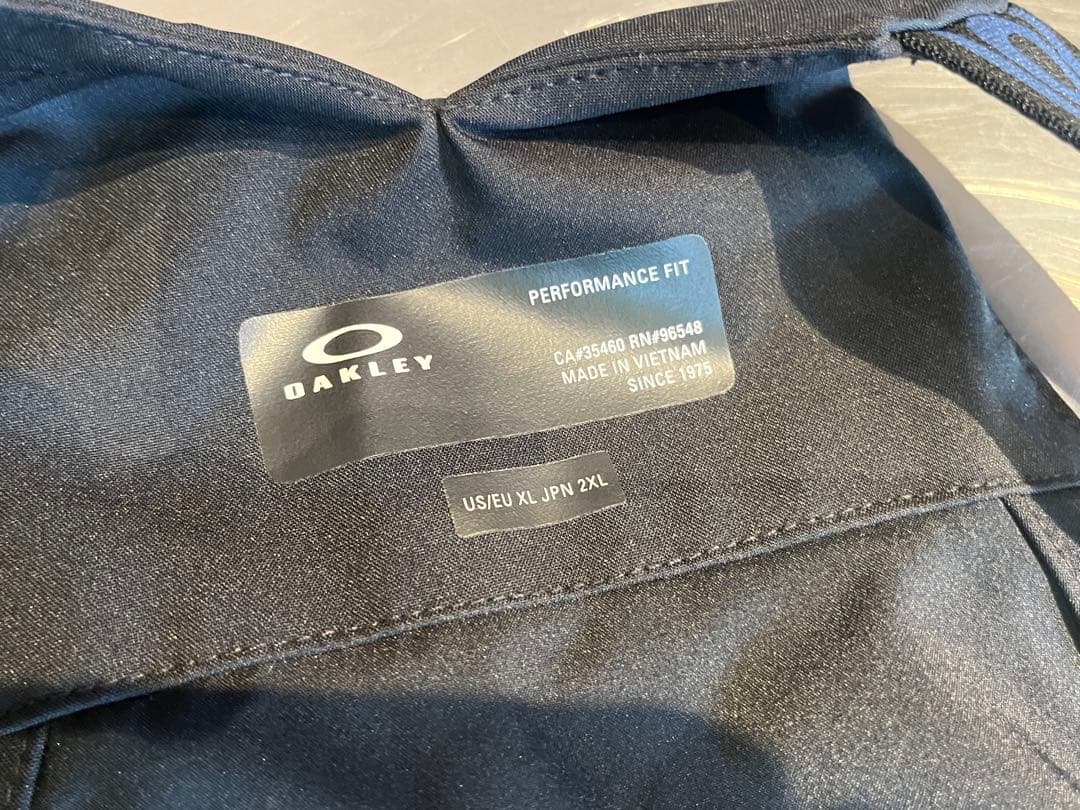 PERFORMANCE FIT
OAKLEY
CA#35460 RN#96548
MADE IN VIETNAM
SINCE 1975
US/EU XL JPN 2XL